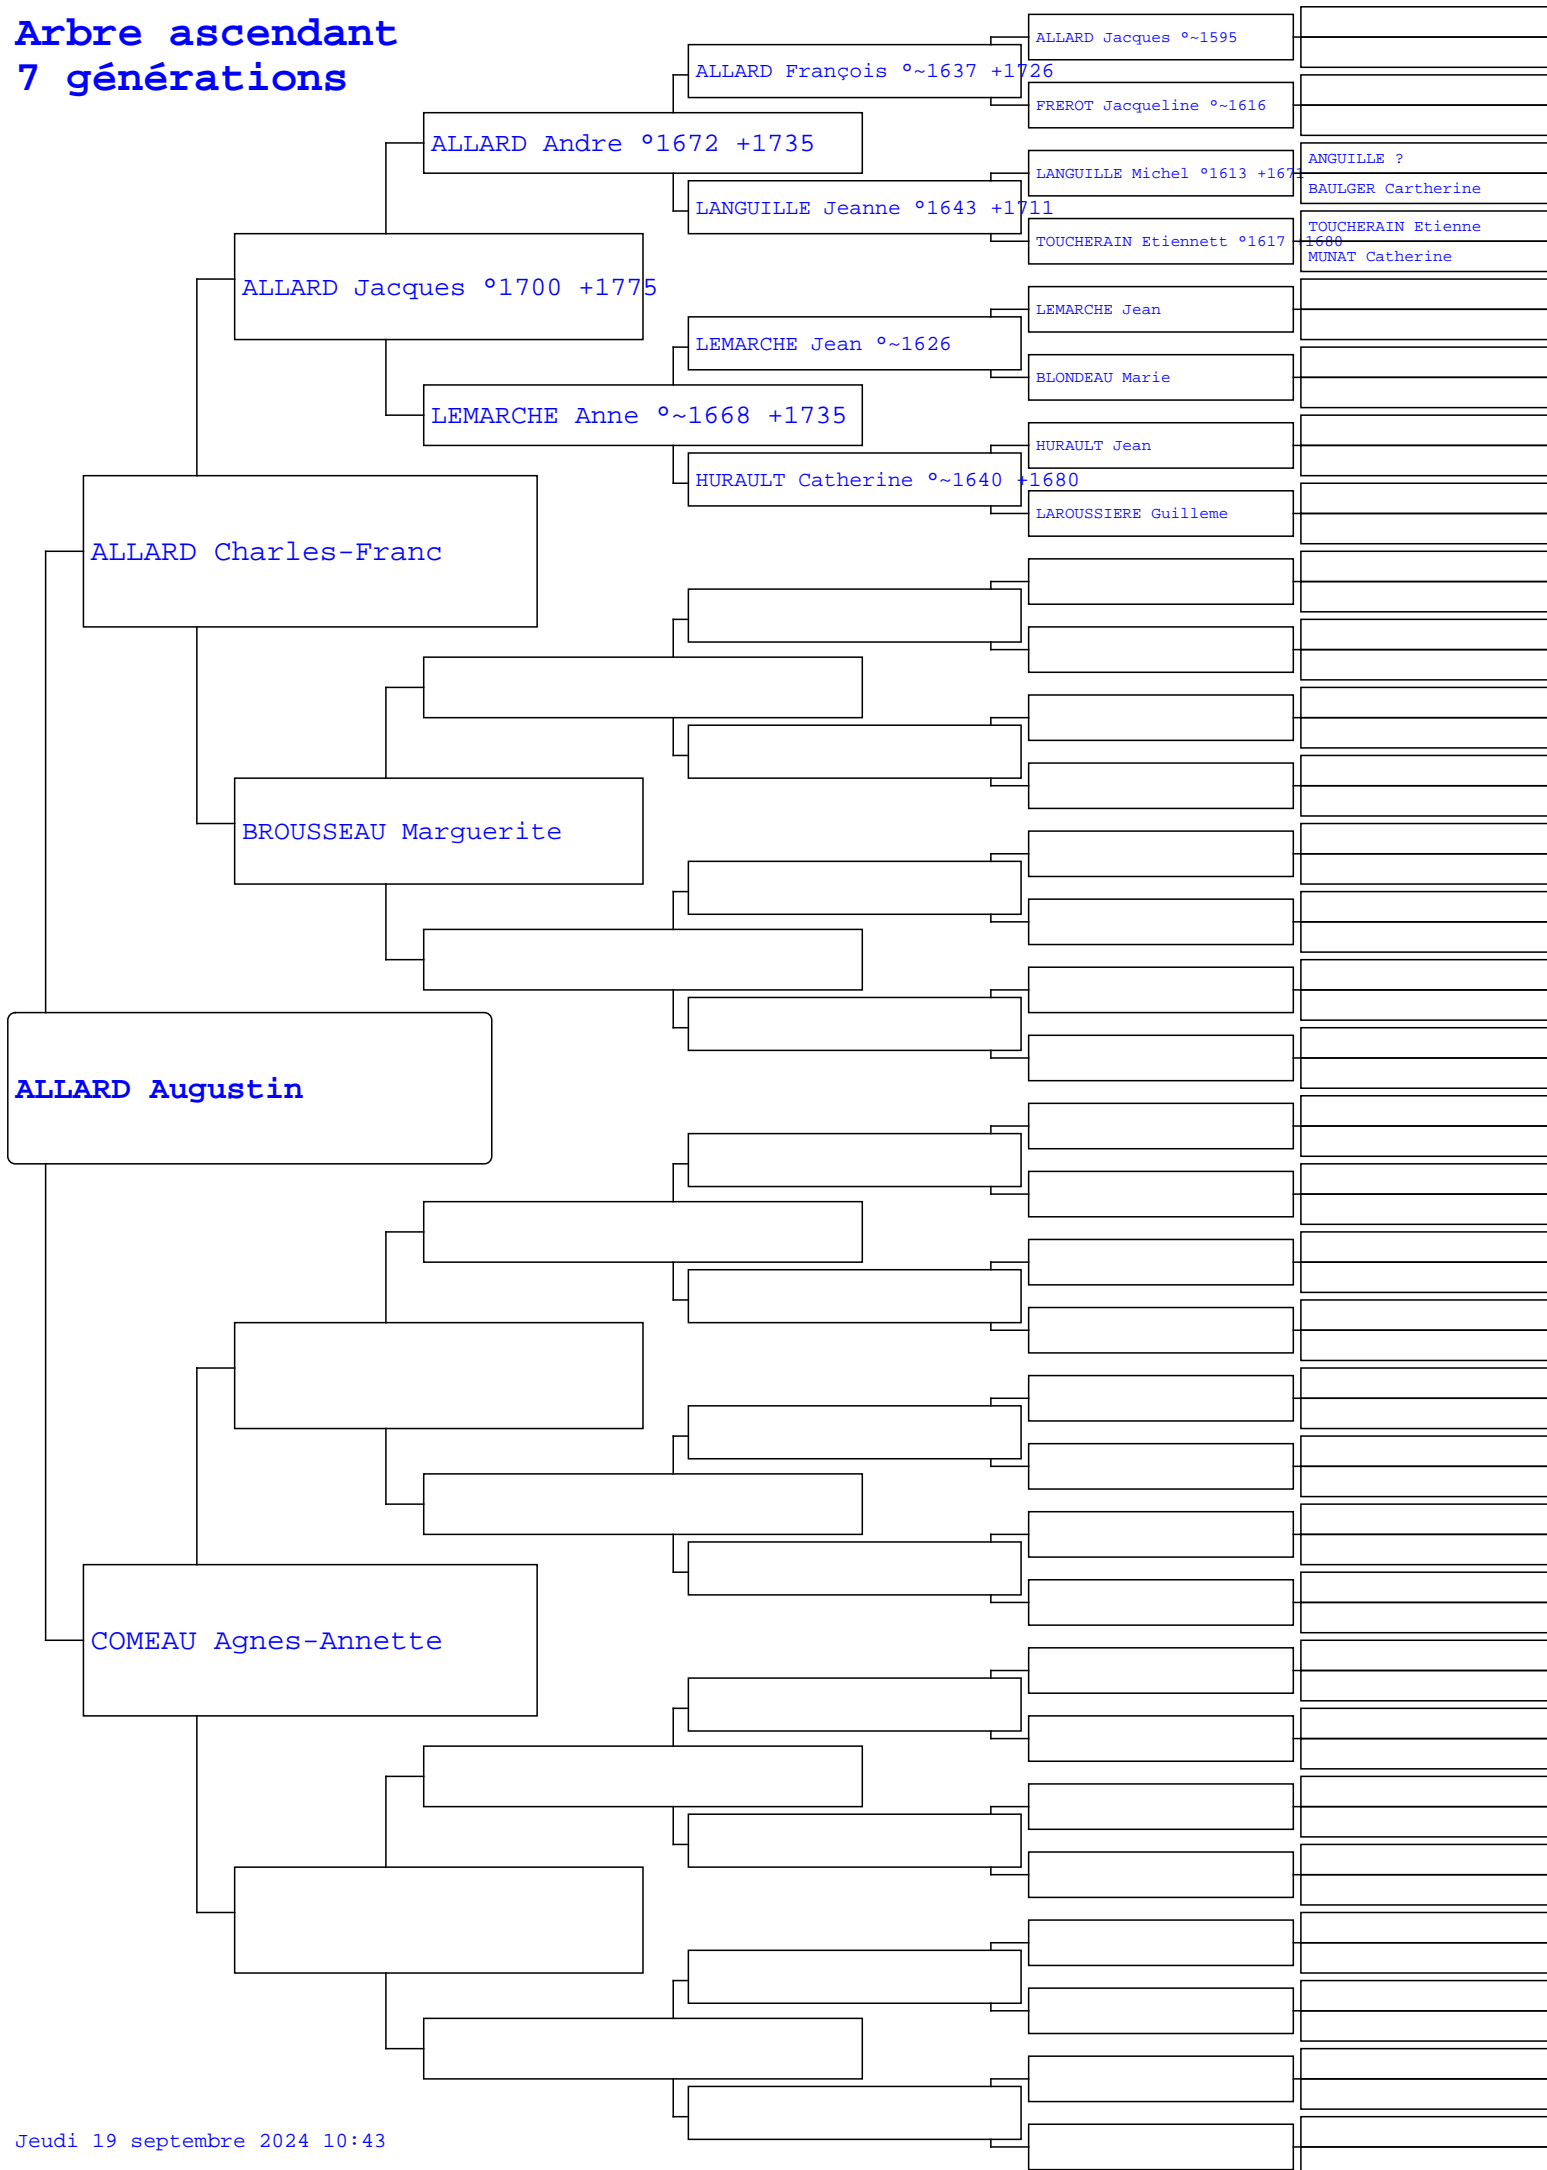 Arbre ascendant
7 générations
ALLARD Jacques °~1595
ALLARD François °~1637 +1726
FREROT Jacqueline °~1616
ALLARD Andre °1672 +1735
ANGUILLE ?
LANGUILLE Michel °1613 +1671
BAULGER Cartherine
LANGUILLE Jeanne °1643 +1711
TOUCHERAIN Etienne
TOUCHERAIN Etiennett °1617 +1680
MUNAT Catherine
ALLARD Jacques °1700 +1775
LEMARCHE Jean
LEMARCHE Jean °~1626
BLONDEAU Marie
LEMARCHE Anne °~1668 +1735
HURAULT Jean
HURAULT Catherine °~1640 +1680
LAROUSSIERE Guilleme
ALLARD Charles-Franc
BROUSSEAU Marguerite
ALLARD Augustin
COMEAU Agnes-Annette
Jeudi 19 septembre 2024 10:43